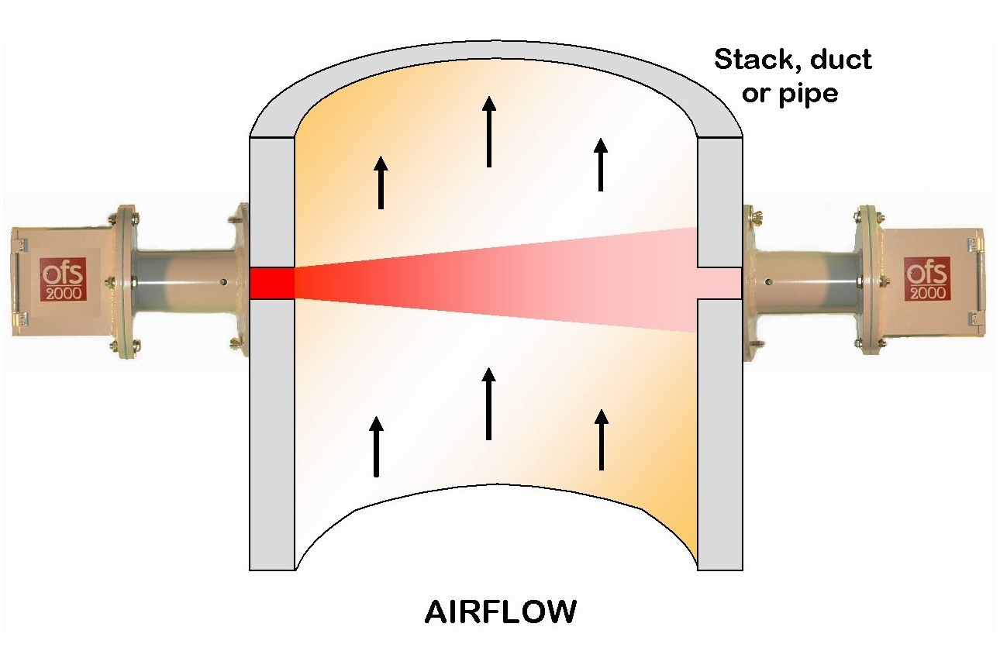 Stack, duct
or pipe
ofs
2000
ofs
2000
AIRFLOW